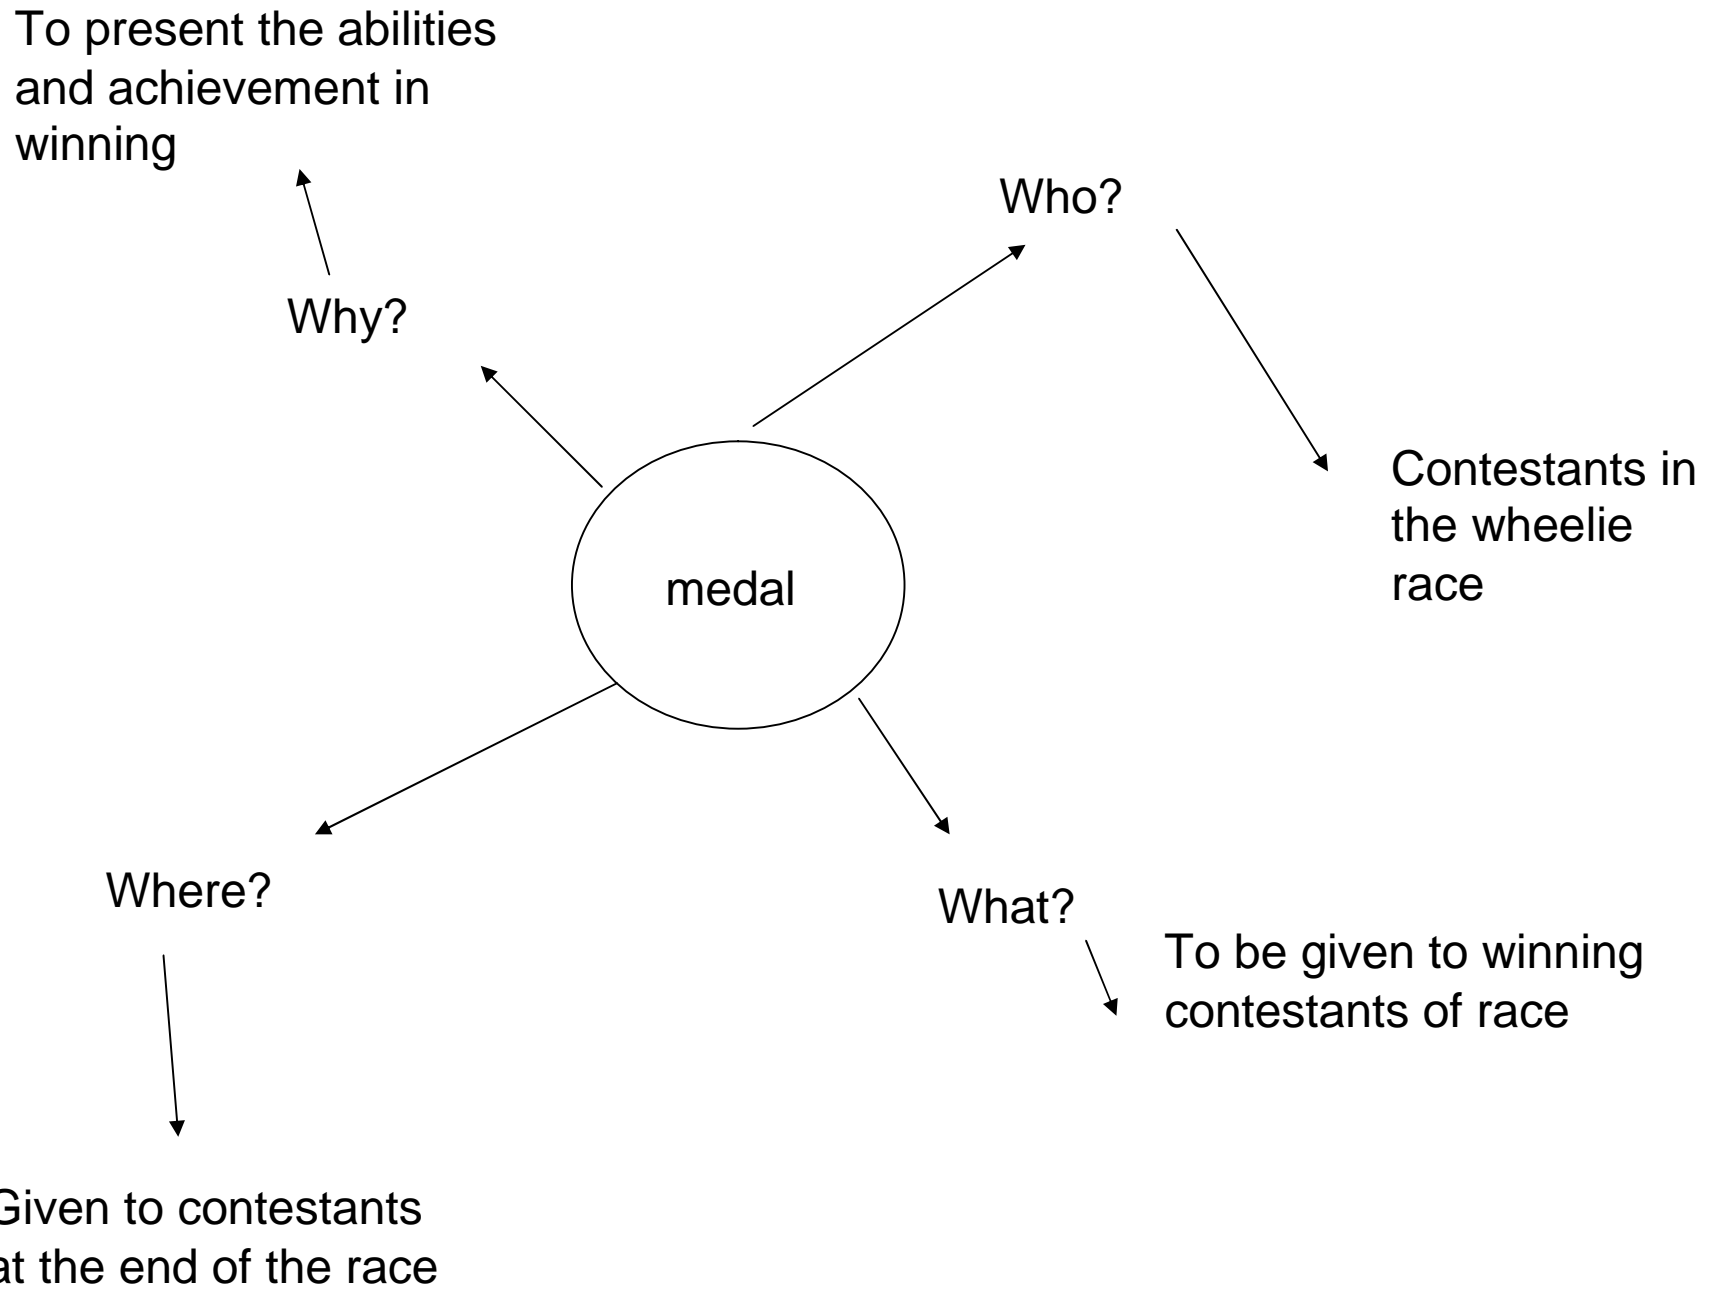 To present the abilities
and achievement in
winning
Who?
Why?
Contestants in
the wheelie
race
medal
Where?
What?
To be given to winning
contestants of race
Given to contestants
at the end of the race